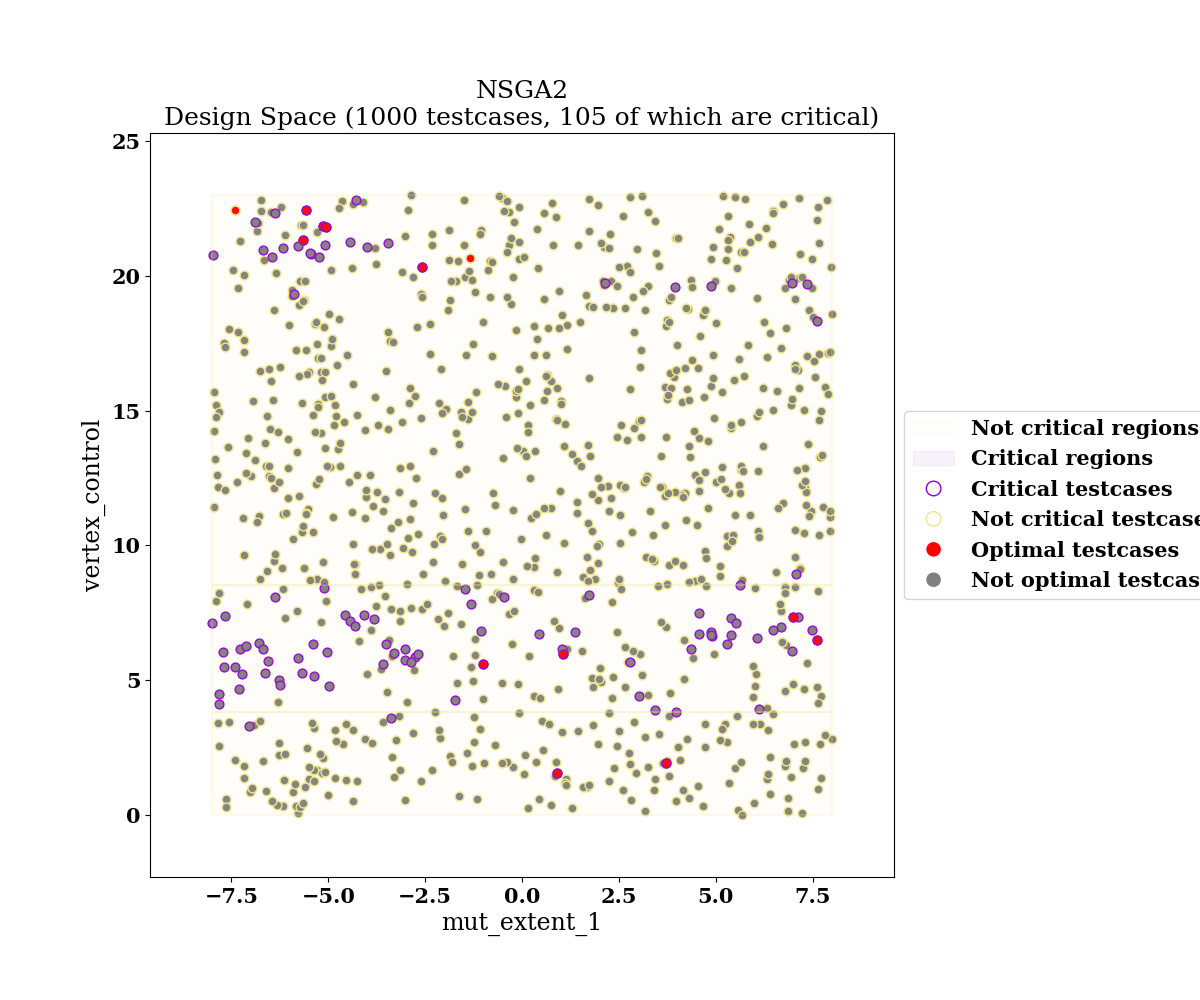 NSGA2
Design Space (1000 testcases, 105 of which are critical)
25
20
15
10
5
0
vertex_control
−7.5 −5.0 −2.5 0.0 2.5 5.0 7.5
mut_extent_1
Not critical regions
Critical regions
Critical testcases
Not critical testcase
Optimal testcases
Not optimal testcas